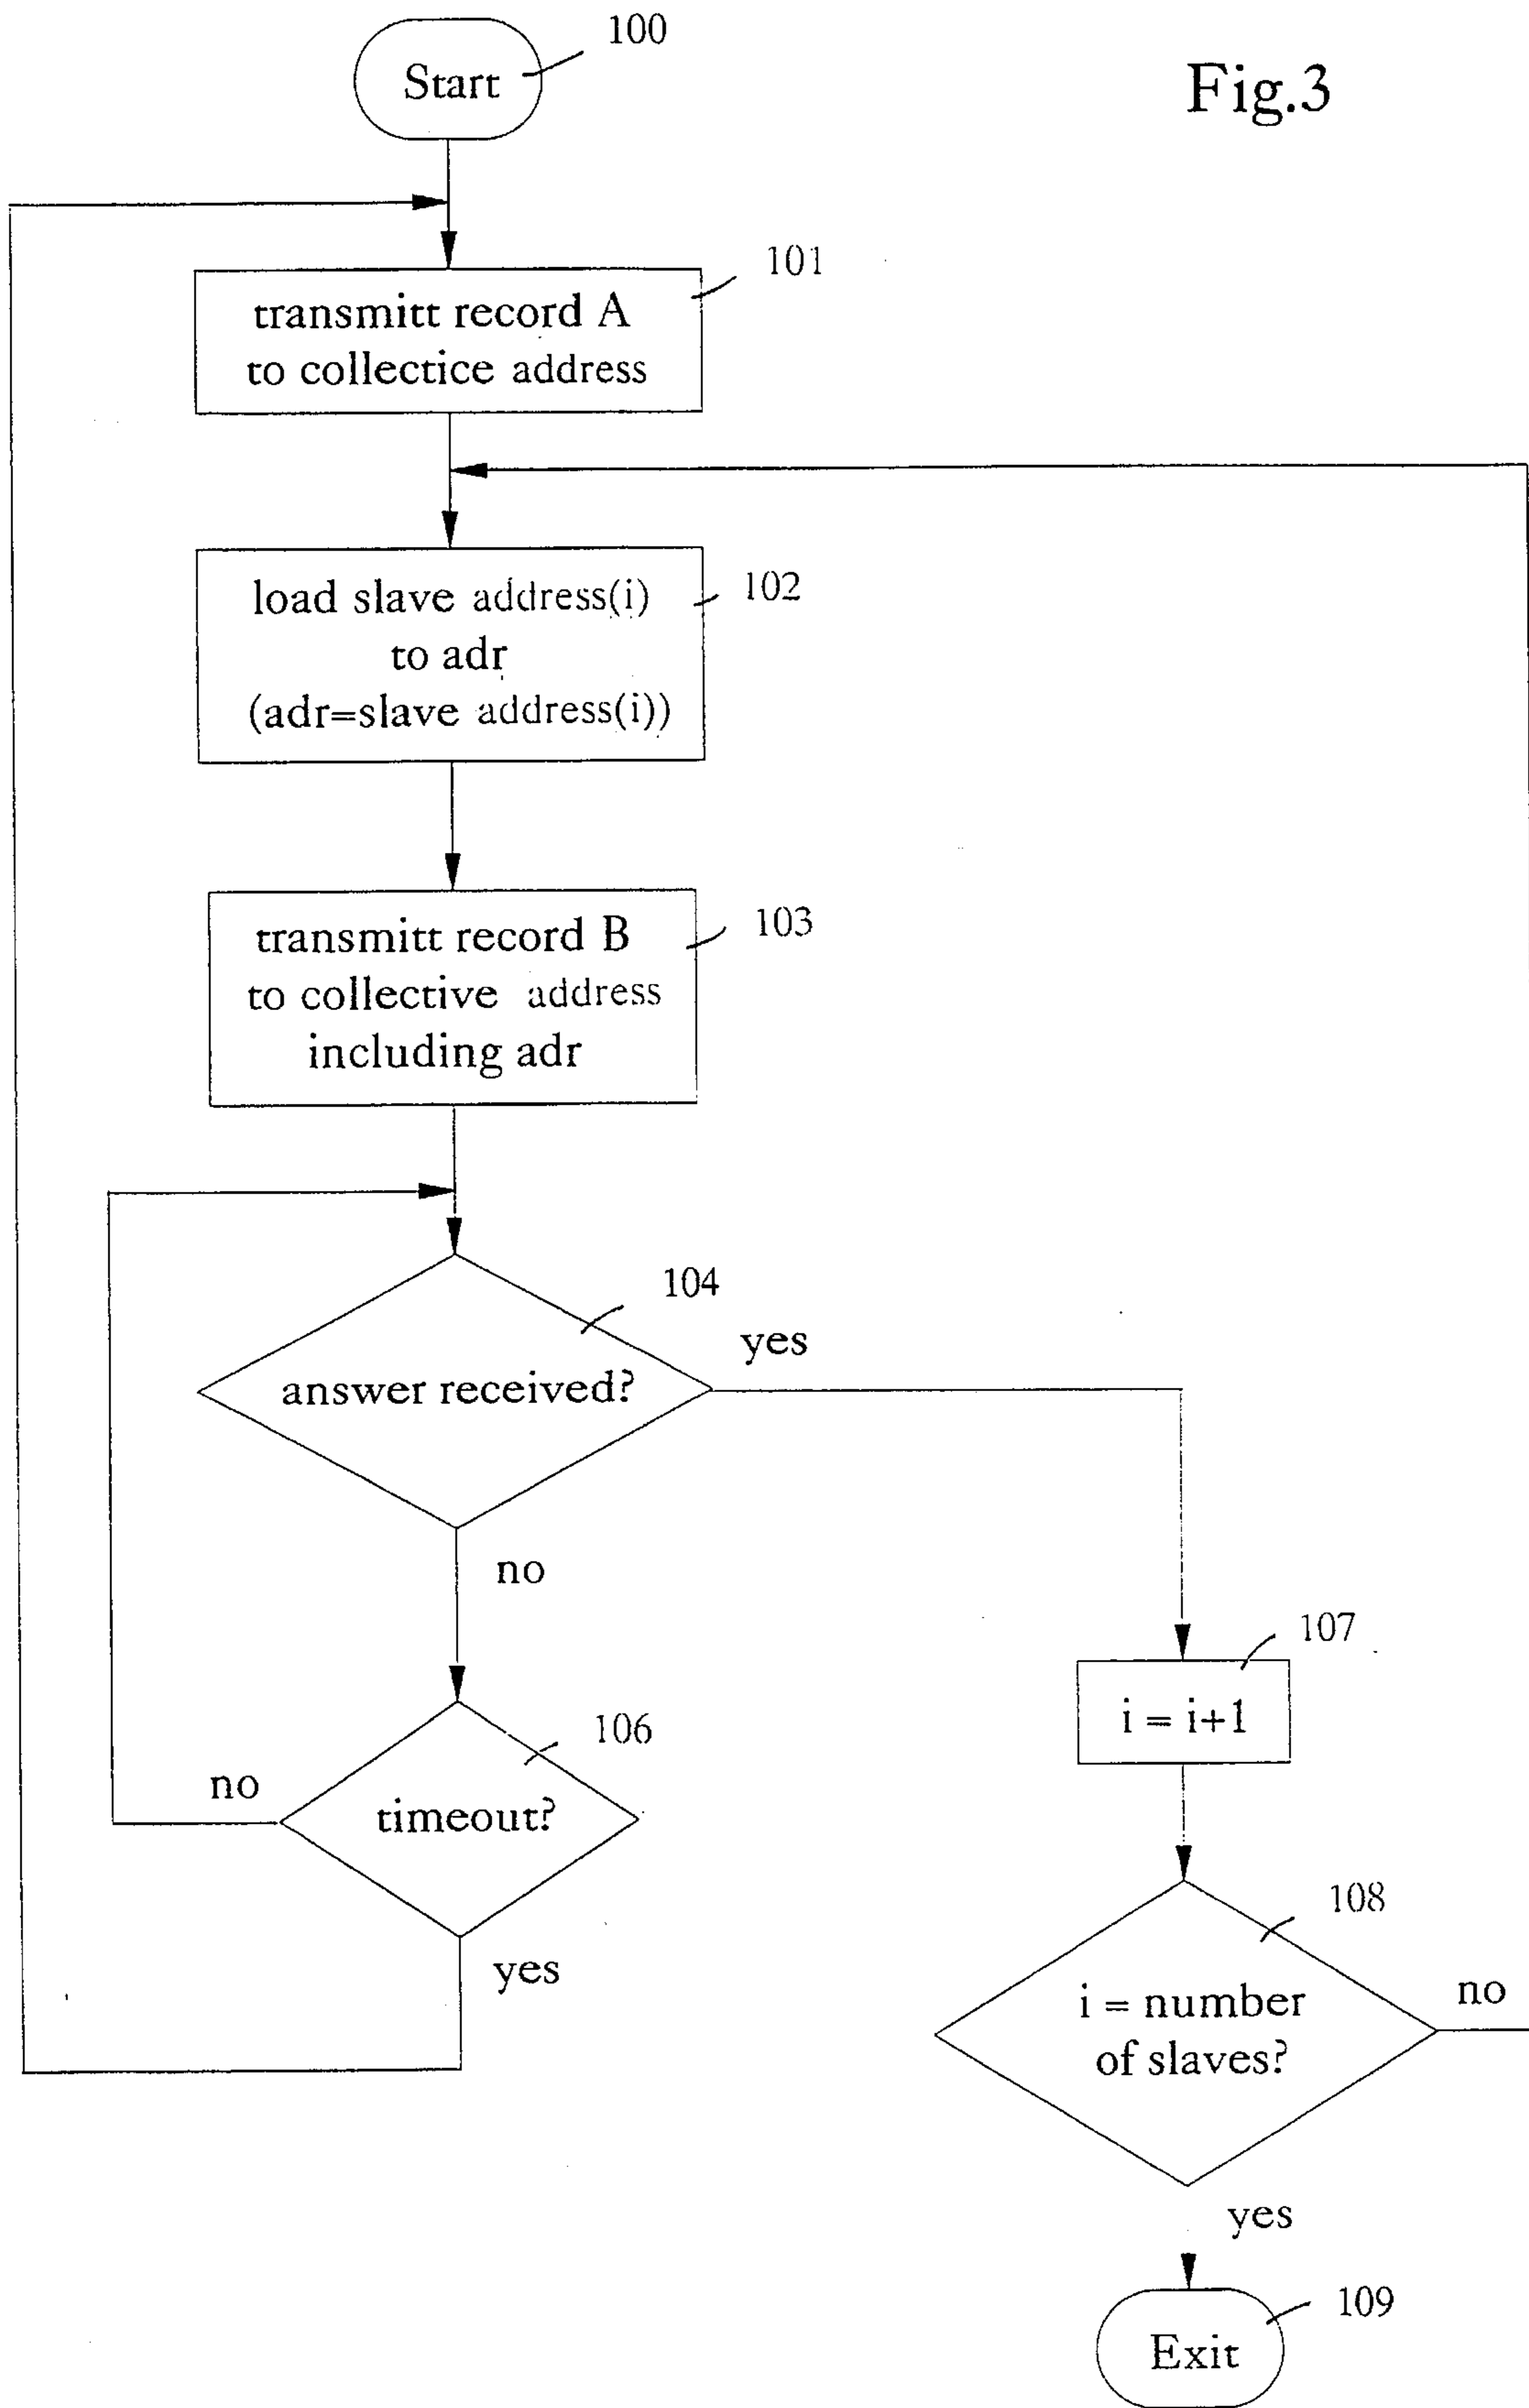 100
Start
Fig.3
101
transmitt record A
to collectice address
102
load slave address(i)
to adr
(adr=slave address(i))
103
transmitt record B
to collective address
including adr
104
yes
answer received?
no
107
i = i+1
106
no
timeout?
yes
108
i = number
of slaves?
no
yes
109
Exit